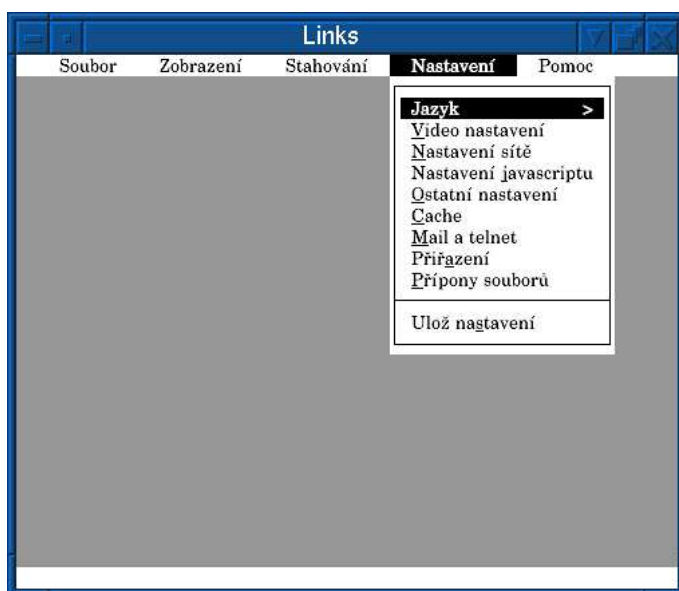 Links
Soubor Zobrazení Stahování Nastavení Pomoc
Jazyk >
Video nastavení
Nastavení sítě
Nastavení javascriptu
Ostatní nastavení
Cache
Mail a telnet
Přiřazení
Přípony souborů
Ulož nastavení